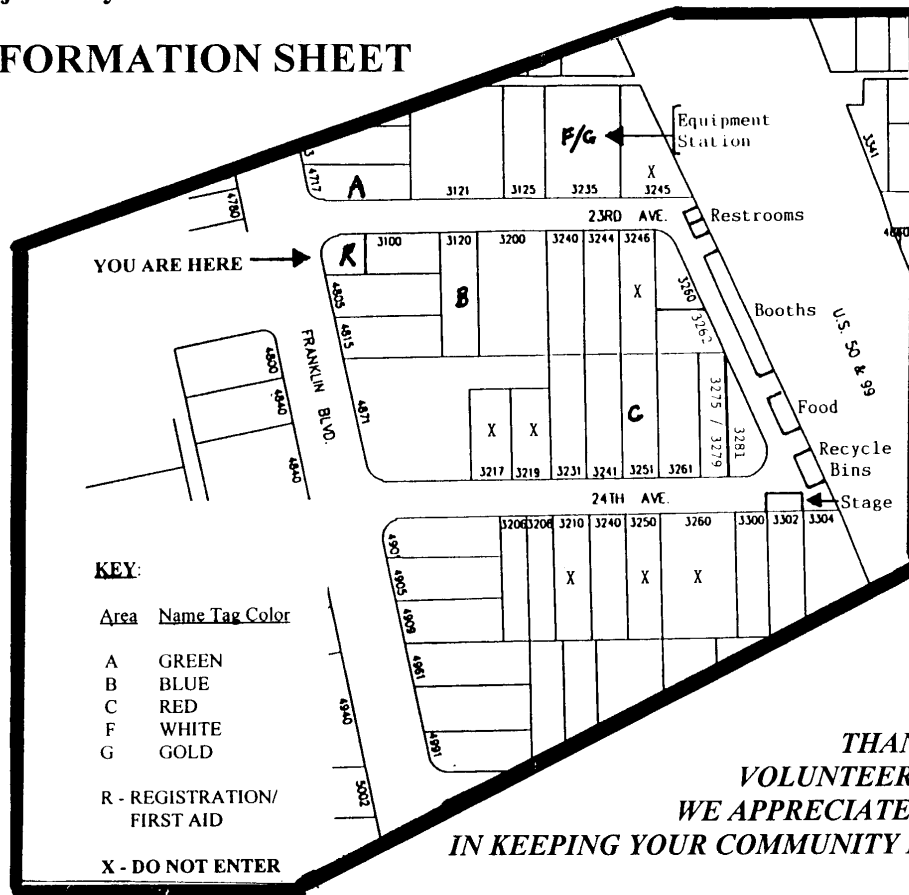 FORMATION SHEET
Equipment
Station
F/G
3341
3
4717
A
X
3121
3125
3235
3245
4780
23RD AVE.
Restrooms
YOU ARE HERE
R
3100
3120
3200
3240
3244
3246
4805
B
X
3260
3262
Booths
U.S. 50 & 99
4815
FRANKLIN BLVD.
4800
4840
4840
4871
X
X
C
3275 / 3279
3281
Food
Recycle
Bins
3217
3219
3231
3241
3251
3261
24TH AVE.
Stage
3206
3208
3210
3240
3250
3260
3300
3302
3304
4901
4905
4909
4961
4991
X
X
X
4940
5002
KEY:
Area Name Tag Color
A GREEN
B BLUE
C RED
F WHITE
G GOLD
R - REGISTRATION/
FIRST AID
X - DO NOT ENTER
THAN
VOLUNTEER
WE APPRECIATE
IN KEEPING YOUR COMMUNITY